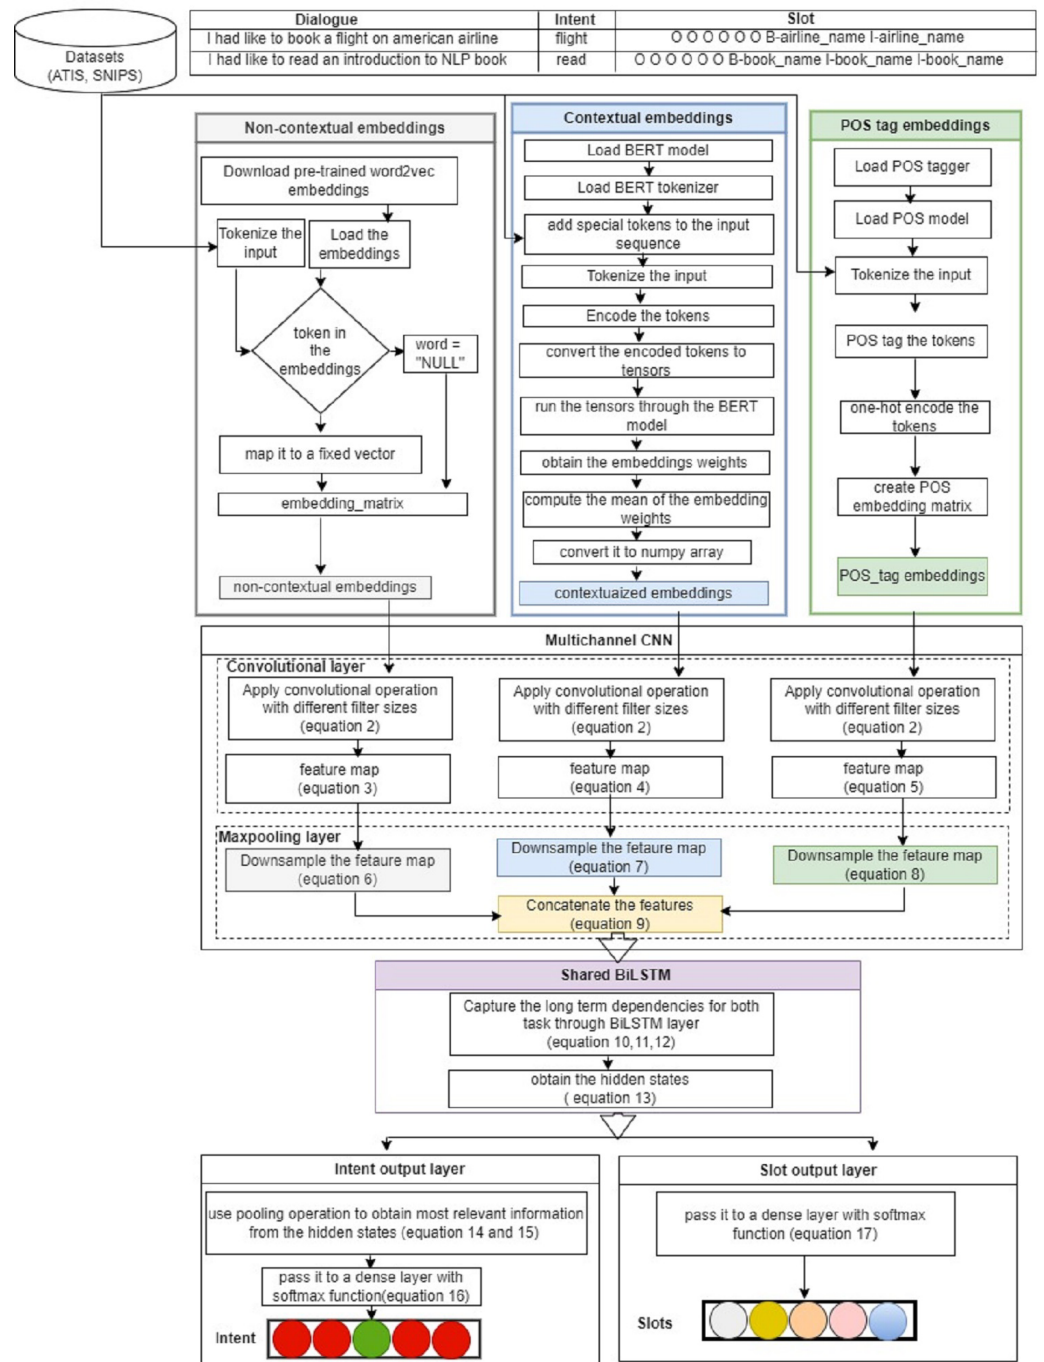 Dialogue Intent Slot
I had like to book a flight on american airline flight O O O O O O B-airline_name I-airline_name
I had like to read an introduction to NLP book read O O O O O O B-book_name I-book_name I-book_name
Datasets
(ATIS, SNIPS)
Non-contextual embeddings
Download pre-trained word2vec
embeddings
Tokenize the
input
Load the
embeddings
token in
the
embeddings
word =
"NULL"
map it to a fixed vector
embedding_matrix
non-contextual embeddings
Contextual embeddings
Load BERT model
Load BERT tokenizer
add special tokens to the input
sequence
Tokenize the input
Encode the tokens
convert the encoded tokens to
tensors
run the tensors through the BERT
model
obtain the embeddings weights
compute the mean of the embedding
weights
convert it to numpy array
contextuaized embeddings
POS tag embeddings
Load POS tagger
Load POS model
Tokenize the input
POS tag the tokens
one-hot encode the
tokens
create POS
embedding matrix
POS_tag embeddings
Multichannel CNN
Convolutional layer
Apply convolutional operation
with different filter sizes
(equation 2)
feature map
(equation 3)
Apply convolutional operation
with different filter sizes
(equation 2)
feature map
(equation 4)
Apply convolutional operation
with different filter sizes
(equation 2)
feature map
(equation 5)
Maxpooling layer
Downsample the fetaure map
(equation 6)
Downsample the fetaure map
(equation 7)
Downsample the fetaure map
(equation 8)
Concatenate the features
(equation 9)
Shared BiLSTM
Capture the long term dependencies for both
task through BiLSTM layer
(equation 10,11,12)
obtain the hidden states
( equation 13)
Intent output layer
use pooling operation to obtain most relevant information
from the hidden states (equation 14 and 15)
pass it to a dense layer with
softmax function(equation 16)
Intent
Slot output layer
pass it to a dense layer with softmax
function (equation 17)
Slots